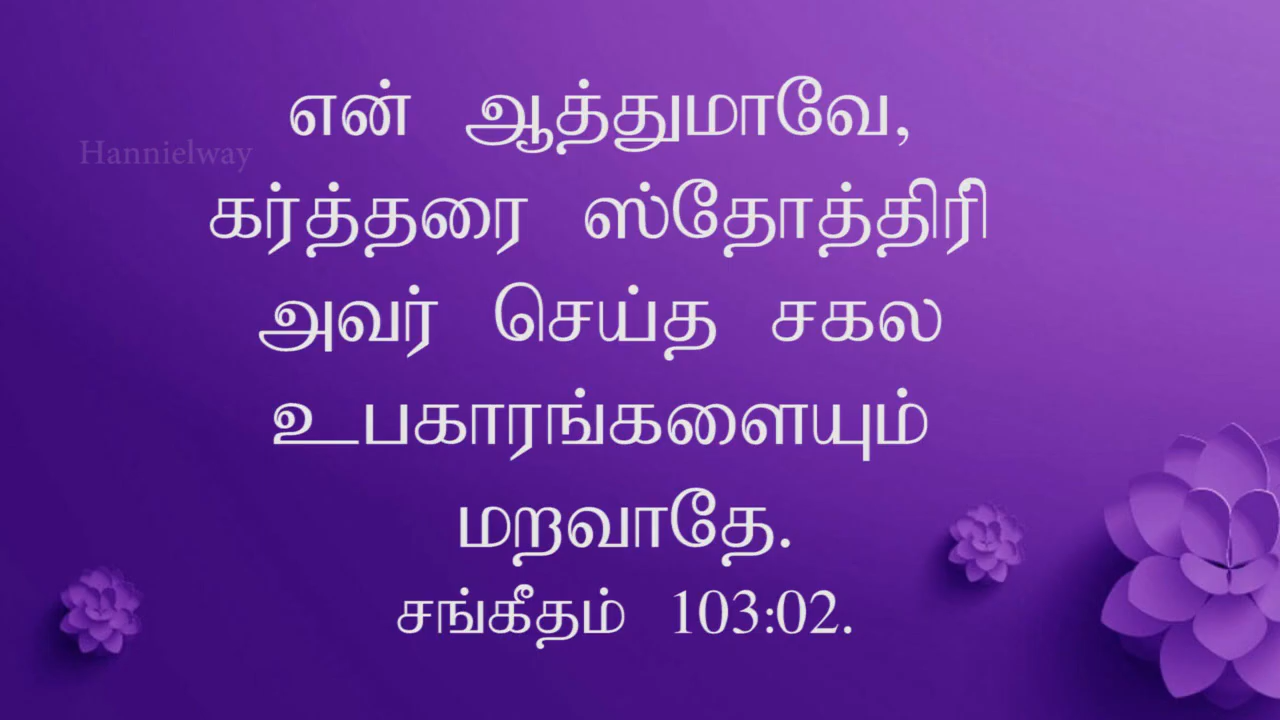 என் ஆத்துமாவே,
Hannielway
கர்த்தரை ஸ்தோத்திரி
அவர் செய்த சகல
உபகாரங்களையும்
மறவாதே.
சங்கீதம் 103:02.